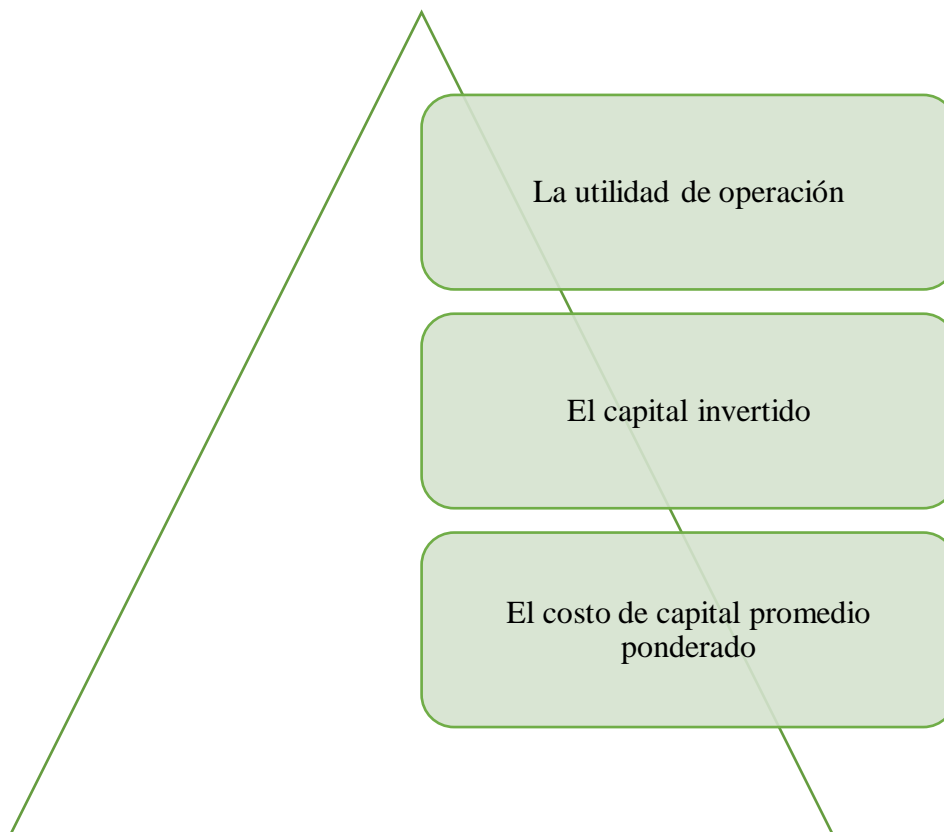 La utilidad de operación
El capital invertido
El costo de capital promedio
ponderado